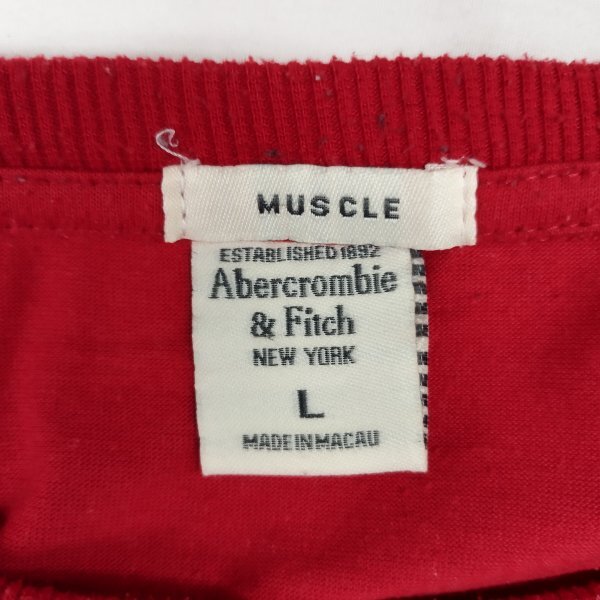 MUSCLE
ESTABLISHED 1892
Abercrombie
& Fitch
NEW YORK
L
MADE IN MACAU